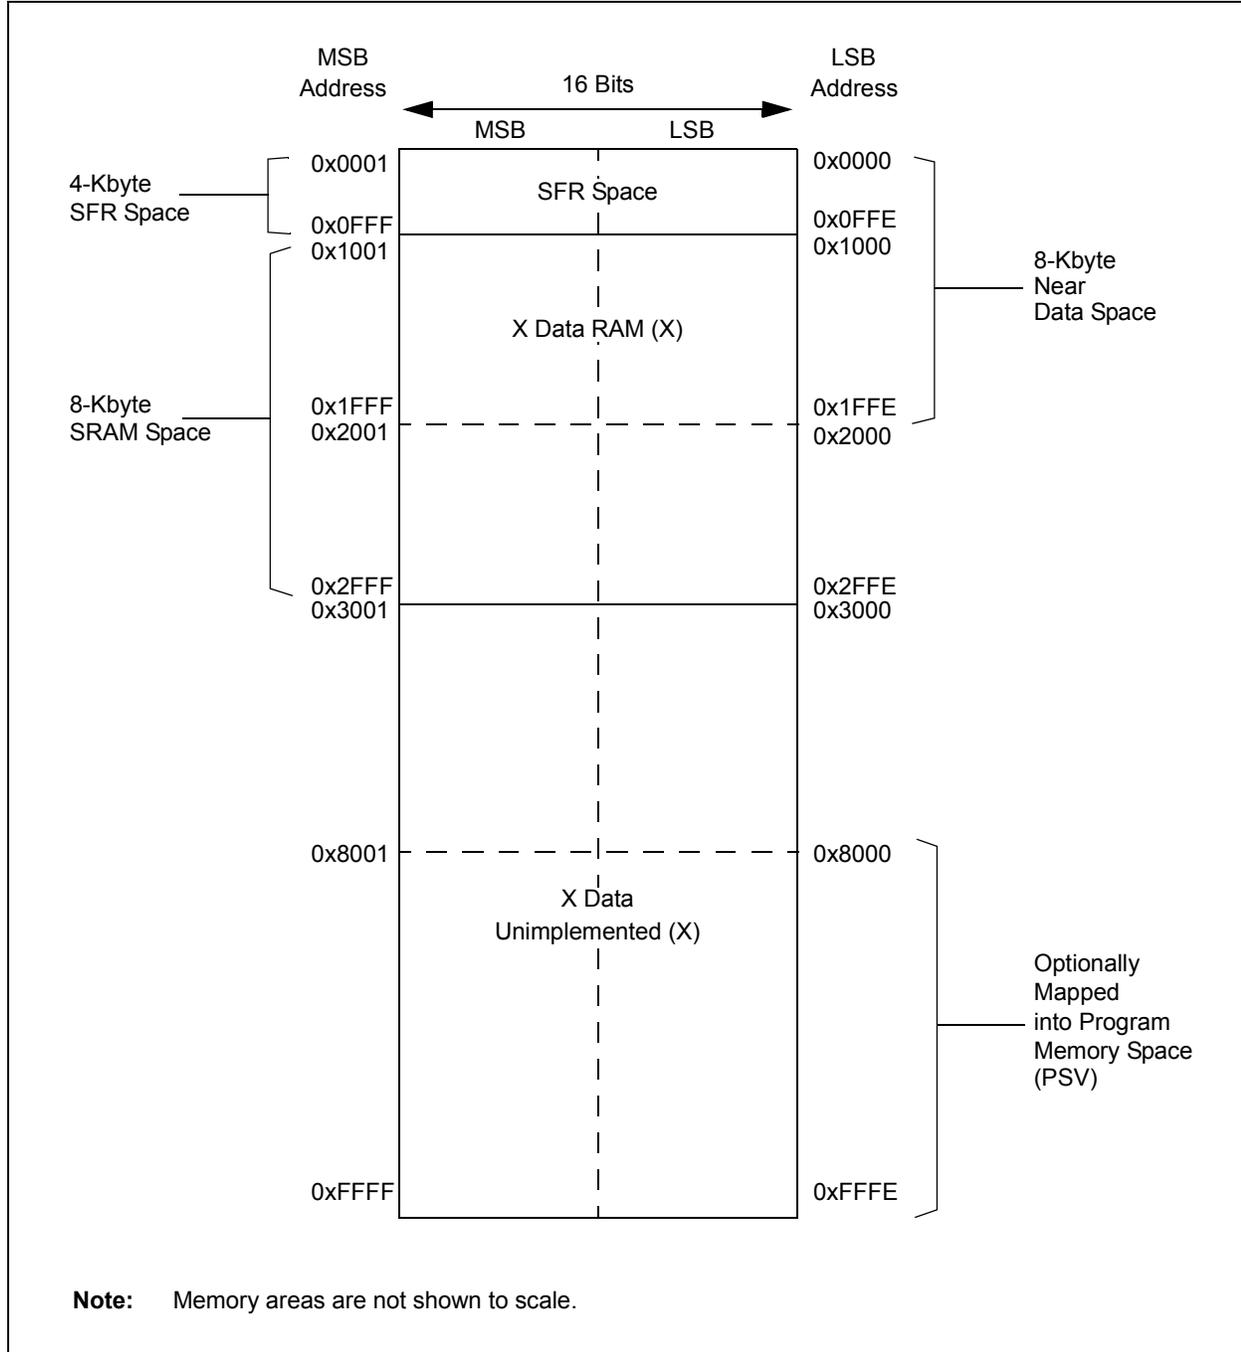 MSB
Address
LSB
Address
16 Bits
MSB
LSB
0x0001
0x0000
4-Kbyte
SFR Space
SFR Space
0x0FFF
0x0FFE
0x1001
0x1000
8-Kbyte
Near
Data Space
X Data RAM (X)
8-Kbyte
SRAM Space
0x1FFF
0x1FFE
0x2001
0x2000
0x2FFF
0x2FFE
0x3001
0x3000
0x8001
0x8000
X Data
Unimplemented (X)
Optionally
Mapped
into Program
Memory Space
(PSV)
0xFFFF
0xFFFE
Note: Memory areas are not shown to scale.